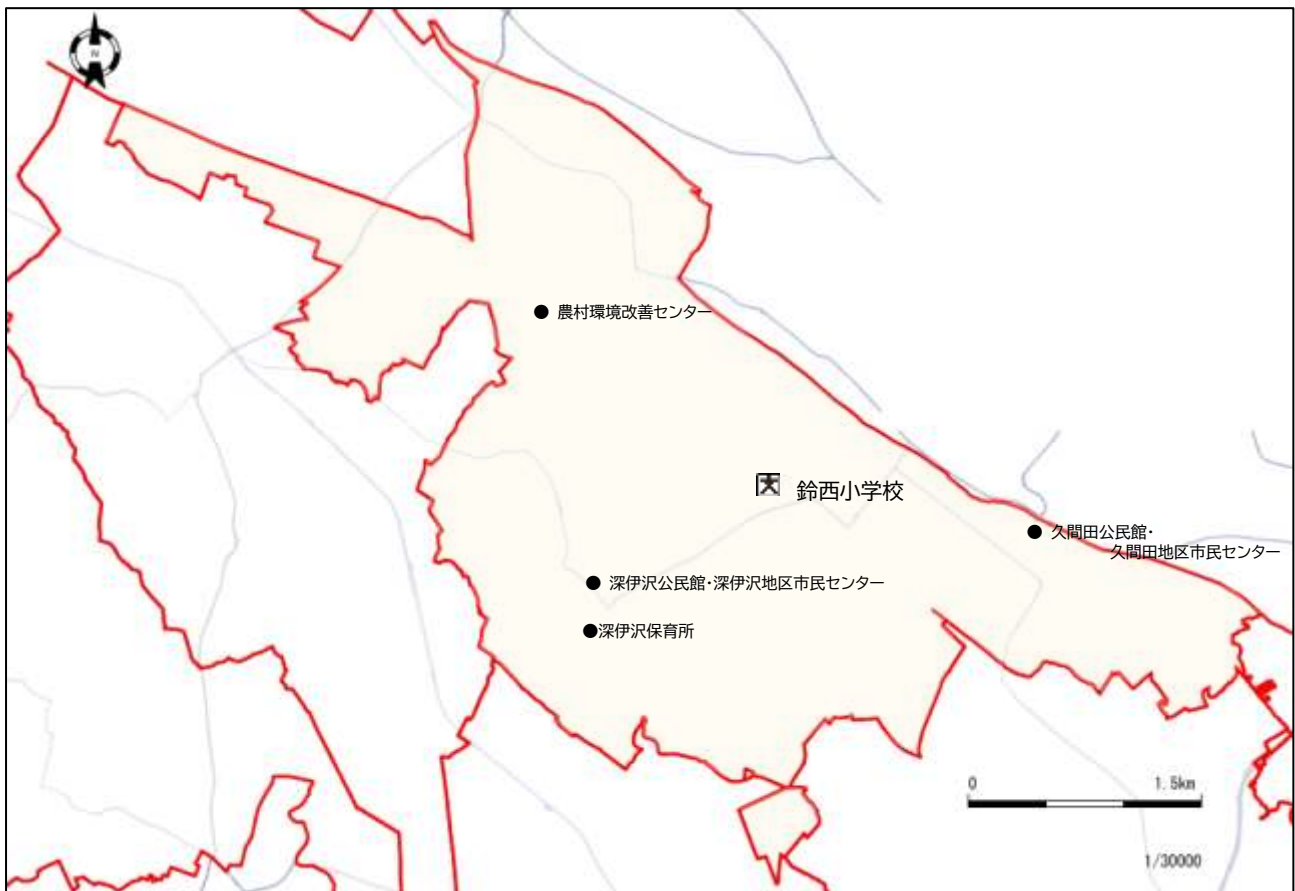 N
農村環境改善センター
鈴西小学校
久間田公民館・
久間田地区市民センター
深伊沢公民館・深伊沢地区市民センター
深伊沢保育所
0 1.5km
1/30000